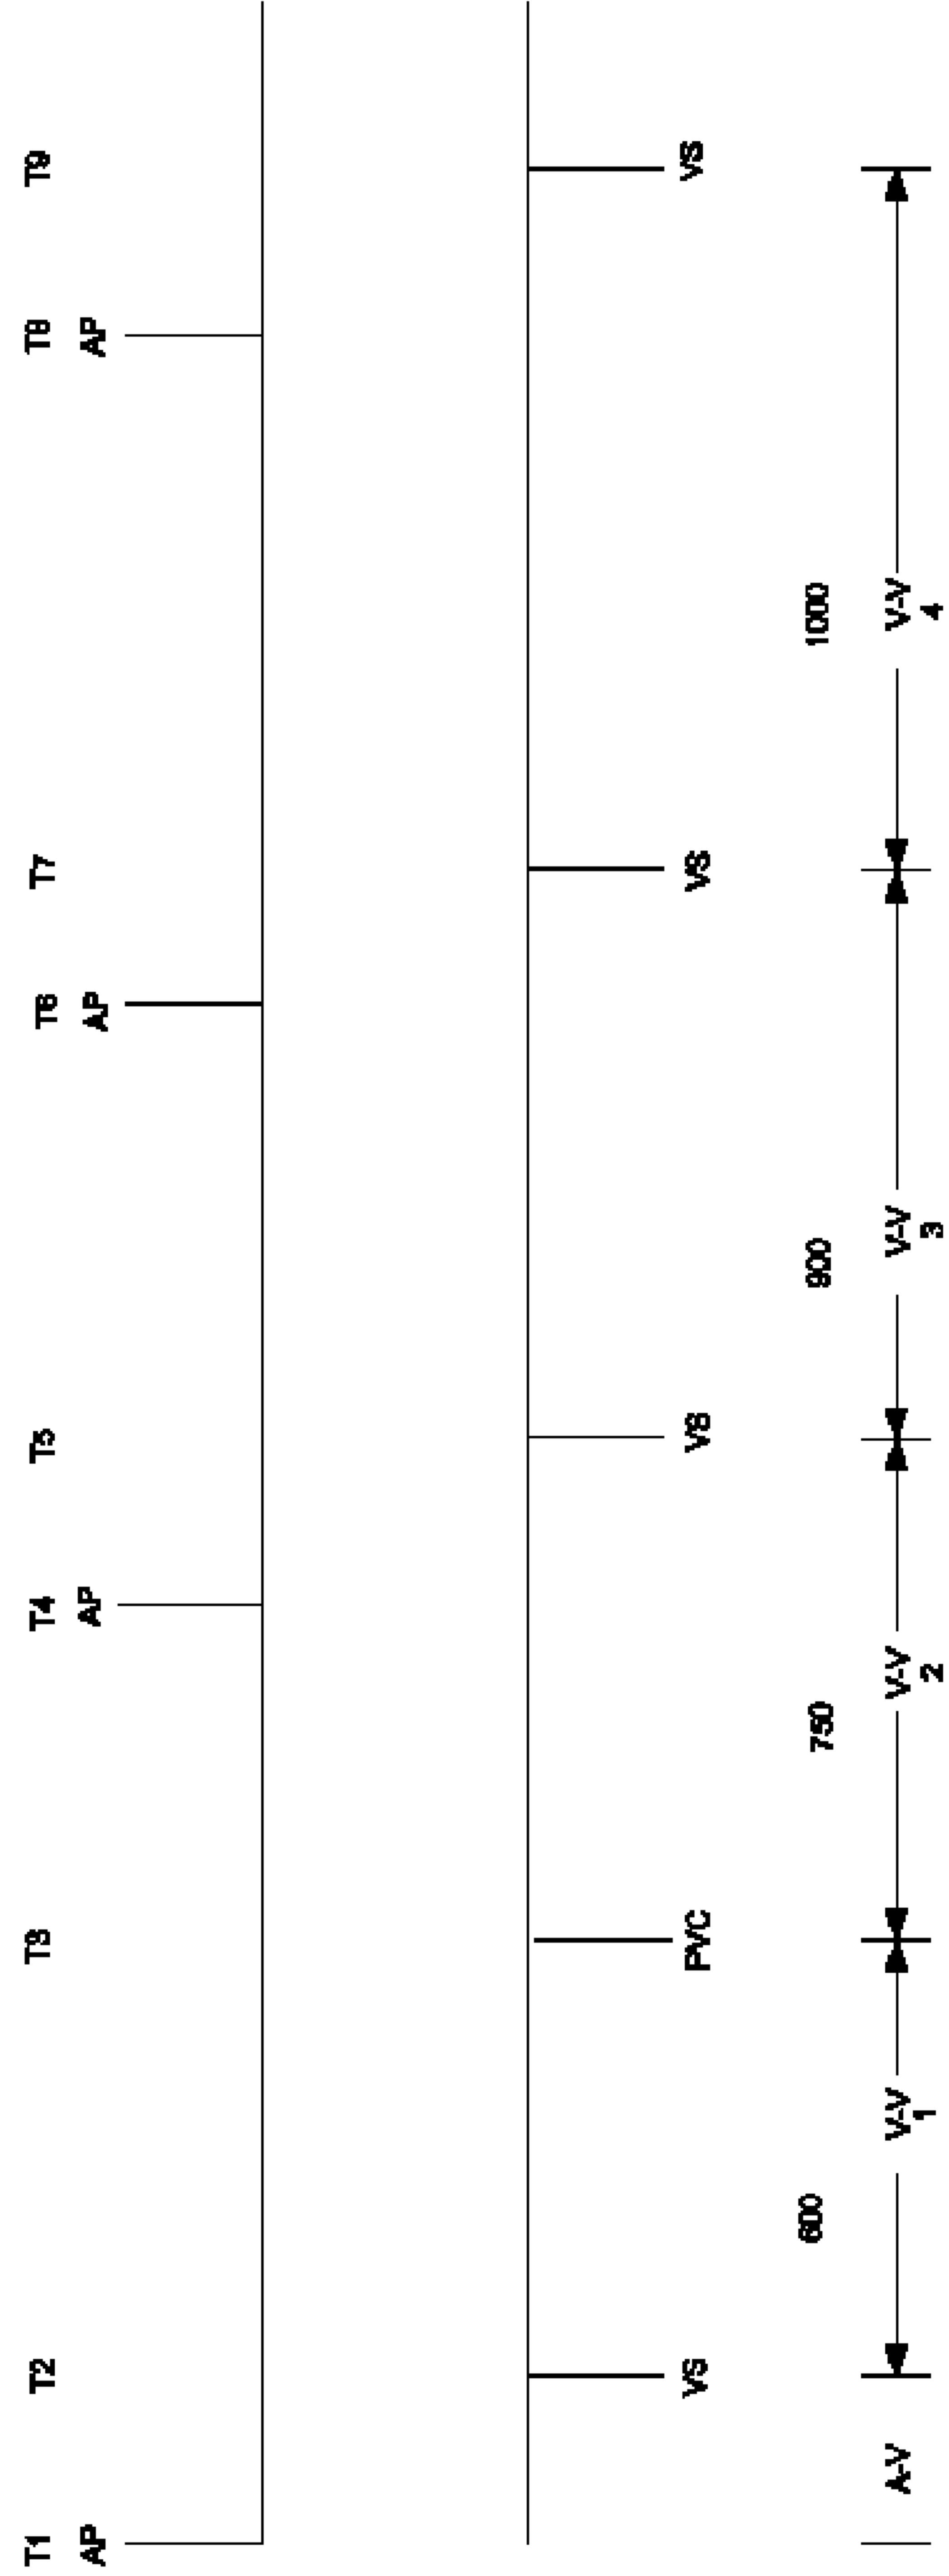 T1 T2 T3 T4 T5 T6 T7 T8 T9
AP AP AP AP
VS PVC VS VS VS
600 750 900 1000
A-V V-V V-V V-V V-V
1 2 3 4